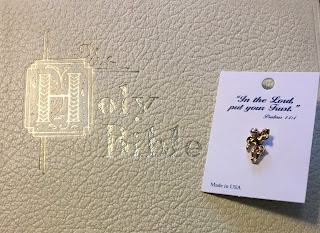 The
Holy
Bible
"In the Lord,
put your Trust."
Psalms 11:1
Made in USA